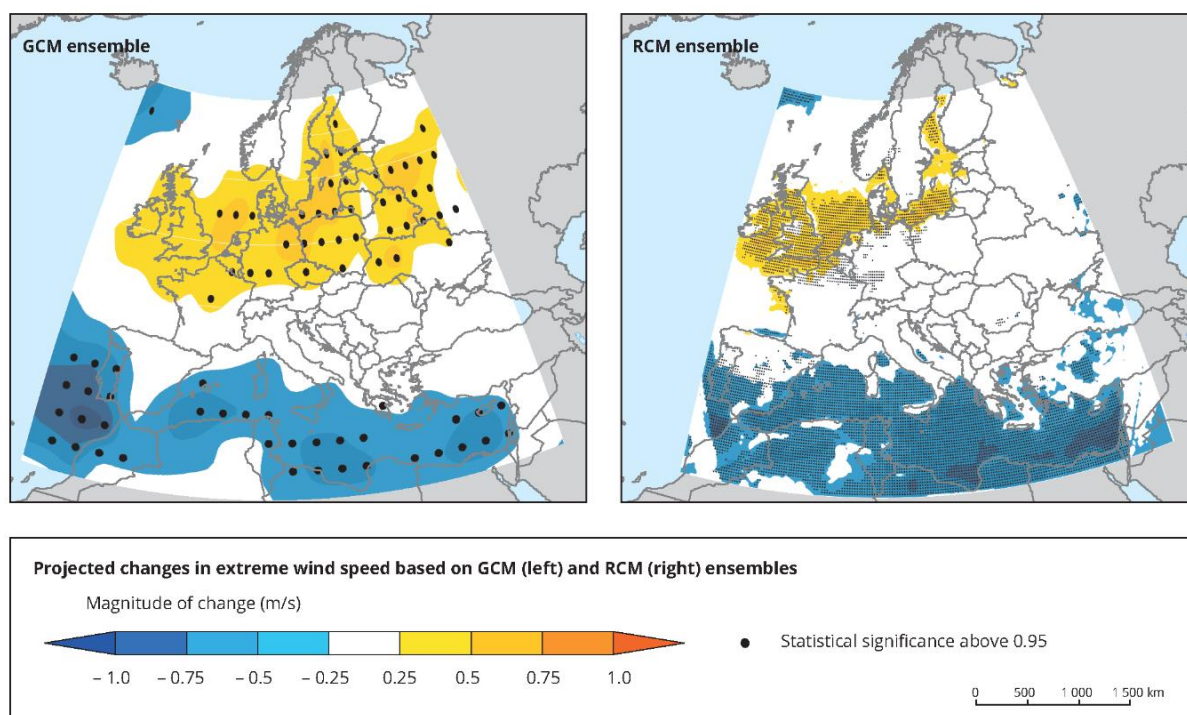 GCM ensemble
RCM ensemble
Projected changes in extreme wind speed based on GCM (left) and RCM (right) ensembles
Magnitude of change (m/s)
– 1.0 – 0.75 – 0.5 – 0.25 0.25 0.5 0.75 1.0
Statistical significance above 0.95
0 500 1 000 1 500 km